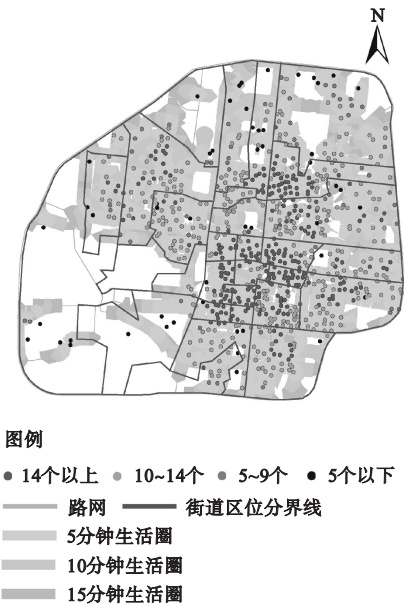 N
图例
14个以上 10~14个 5~9个 5个以下
路网 街道区位分界线
5分钟生活圈
10分钟生活圈
15分钟生活圈